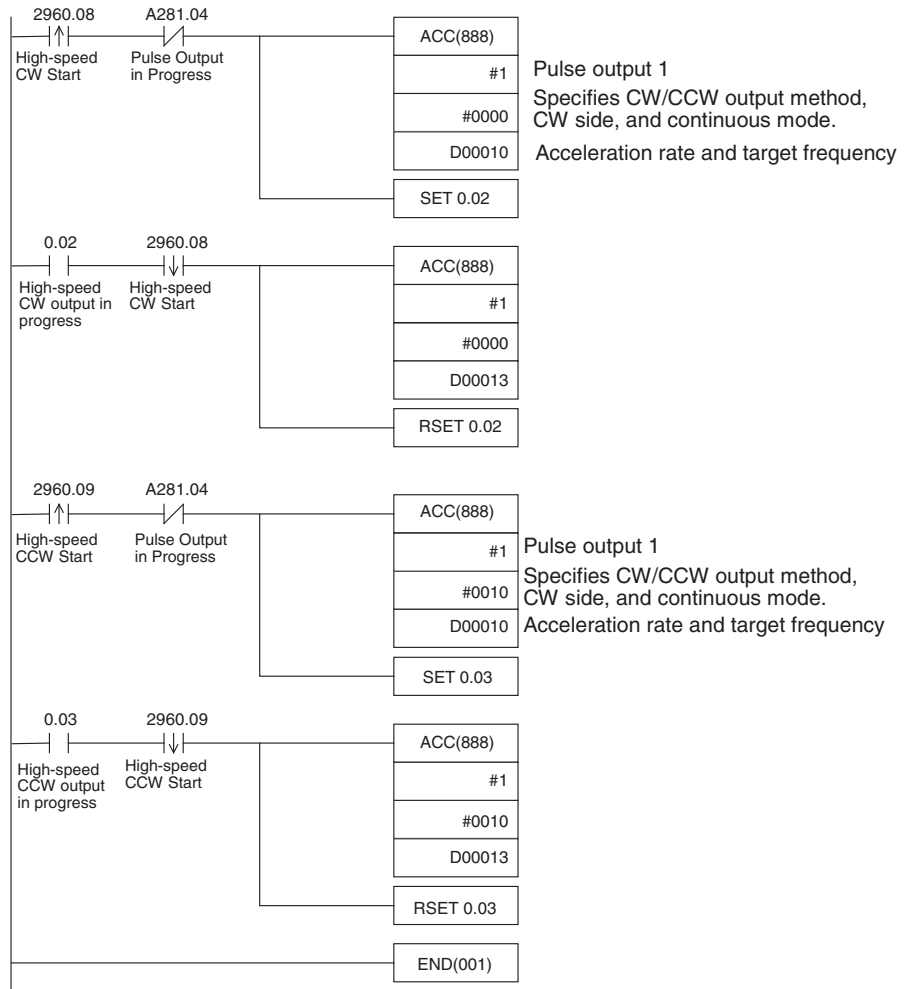 2960.08 A281.04
High-speed
CW Start
Pulse Output
in Progress
ACC(888)
#1
#0000
D00010
SET 0.02
Pulse output 1
Specifies CW/CCW output method,
CW side, and continuous mode.
Acceleration rate and target frequency
0.02 2960.08
High-speed
CW output in
progress
High-speed
CW Start
ACC(888)
#1
#0000
D00013
RSET 0.02
2960.09 A281.04
High-speed
CCW Start
Pulse Output
in Progress
ACC(888)
#1
#0010
D00010
SET 0.03
Pulse output 1
Specifies CW/CCW output method,
CW side, and continuous mode.
Acceleration rate and target frequency
0.03 2960.09
High-speed
CCW output
in progress
High-speed
CCW Start
ACC(888)
#1
#0010
D00013
RSET 0.03
END(001)